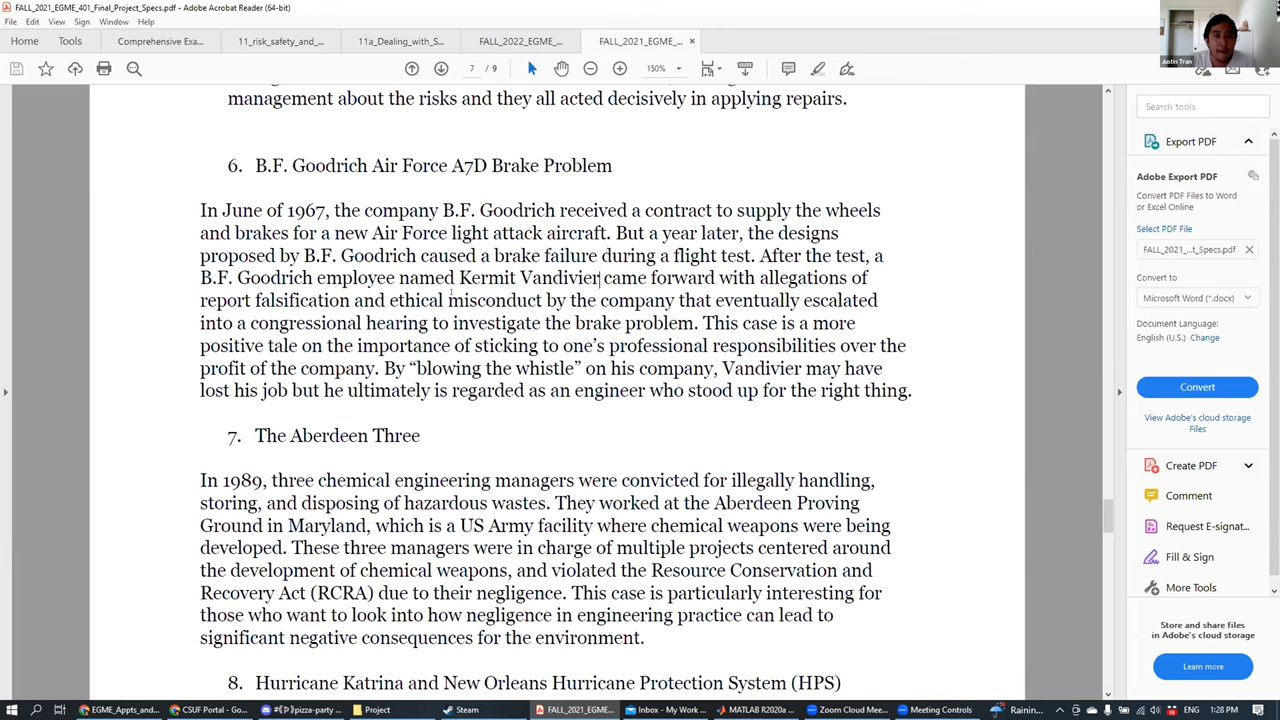 FALL_2021_EGME_401_Final_Project_Specs.pdf - Adobe Acrobat Reader (64-bit)
File Edit View Sign Window Help
Home Tools Comprehensive Exa... 11_risk_safety_and_... 11a_Dealing_with_S... FALL_2022_EGME_... FALL_2021_EGME_... ×
7 / 9 150%
Justin Tran
management about the risks and they all acted decisively in applying repairs.
6. B.F. Goodrich Air Force A7D Brake Problem
In June of 1967, the company B.F. Goodrich received a contract to supply the wheels
and brakes for a new Air Force light attack aircraft. But a year later, the designs
proposed by B.F. Goodrich caused a brake failure during a flight test. After the test, a
B.F. Goodrich employee named Kermit Vandivier came forward with allegations of
report falsification and ethical misconduct by the company that eventually escalated
into a congressional hearing to investigate the brake problem. This case is a more
positive tale on the importance of sticking to one’s professional responsibilities over the
profit of the company. By “blowing the whistle” on his company, Vandivier may have
lost his job but he ultimately is regarded as an engineer who stood up for the right thing.
7. The Aberdeen Three
In 1989, three chemical engineering managers were convicted for illegally handling,
storing, and disposing of hazardous wastes. They worked at the Aberdeen Proving
Ground in Maryland, which is a US Army facility where chemical weapons were being
developed. These three managers were in charge of multiple projects centered around
the development of chemical weapons, and violated the Resource Conservation and
Recovery Act (RCRA) due to their negligence. This case is particularly interesting for
those who want to look into how negligence in engineering practice can lead to
significant negative consequences for the environment.
8. Hurricane Katrina and New Orleans Hurricane Protection System (HPS)
Search tools
Export PDF
Adobe Export PDF
Convert PDF Files to Word
or Excel Online
Select PDF File
FALL_2021_...t_Specs.pdf ×
Convert to
Microsoft Word (*.docx)
Document Language:
English (U.S.) Change
Convert
View Adobe's cloud storage
Files
Create PDF
Comment
Request E-signat...
Fill & Sign
More Tools
Store and share files
in Adobe's cloud storage
Learn more
EGME_Appts_and... CSUF Portal - Go... Project Steam FALL_2021_EGME... Inbox - My Work ... MATLAB R2020b Zoom Cloud Mee... Meeting Controls Rainin... 15 ENG 1:28 PM